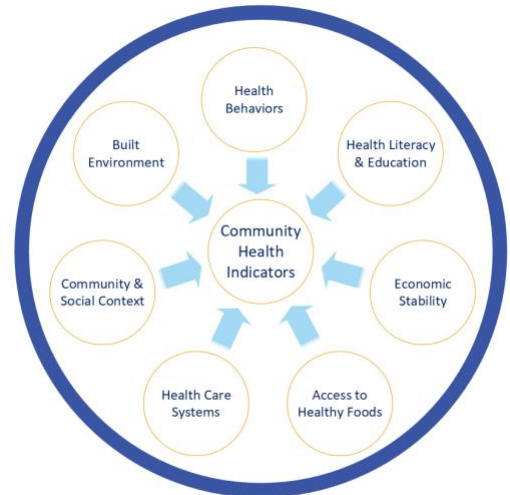 Health
Behaviors
Built
Environment
Health Literacy
& Education
Community
Health
Indicators
Community &
Social Context
Economic
Stability
Health Care
Systems
Access to
Healthy Foods